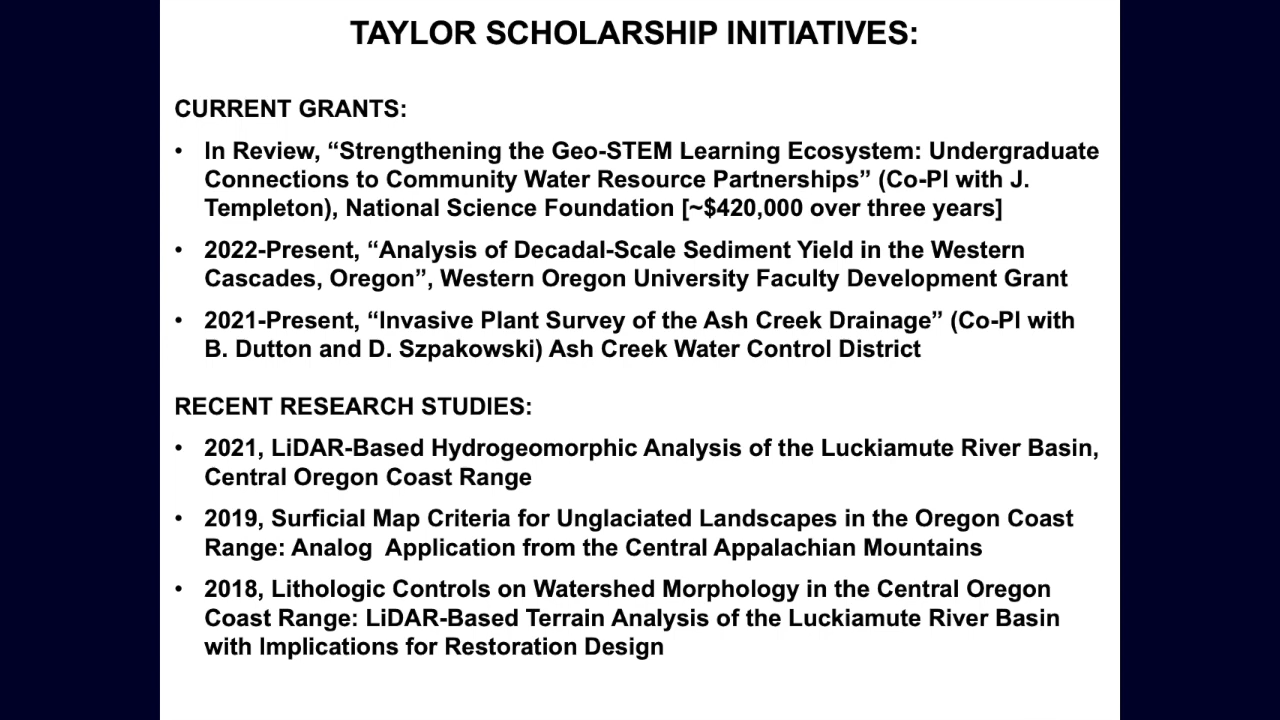 TAYLOR SCHOLARSHIP INITIATIVES:
CURRENT GRANTS:
• In Review, “Strengthening the Geo-STEM Learning Ecosystem: Undergraduate
Connections to Community Water Resource Partnerships” (Co-PI with J.
Templeton), National Science Foundation [~$420,000 over three years]
• 2022-Present, “Analysis of Decadal-Scale Sediment Yield in the Western
Cascades, Oregon”, Western Oregon University Faculty Development Grant
• 2021-Present, “Invasive Plant Survey of the Ash Creek Drainage” (Co-PI with
B. Dutton and D. Szpakowski) Ash Creek Water Control District
RECENT RESEARCH STUDIES:
• 2021, LiDAR-Based Hydrogeomorphic Analysis of the Luckiamute River Basin,
Central Oregon Coast Range
• 2019, Surficial Map Criteria for Unglaciated Landscapes in the Oregon Coast
Range: Analog  Application from the Central Appalachian Mountains
• 2018, Lithologic Controls on Watershed Morphology in the Central Oregon
Coast Range: LiDAR-Based Terrain Analysis of the Luckiamute River Basin
with Implications for Restoration Design